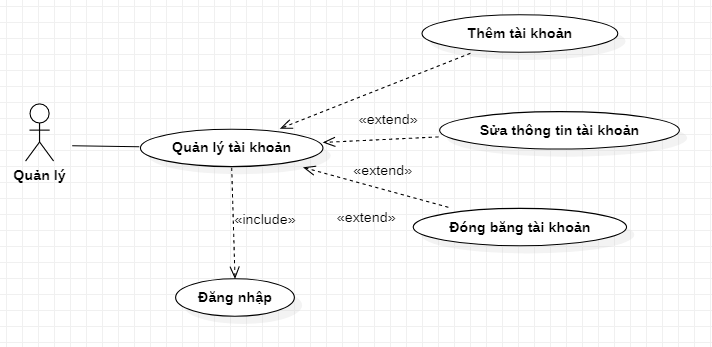 Thêm tài khoản
«extend»
Sửa thông tin tài khoản
Quản lý tài khoản
Quản lý
«extend»
«include»
«extend»
Đóng băng tài khoản
Đăng nhập